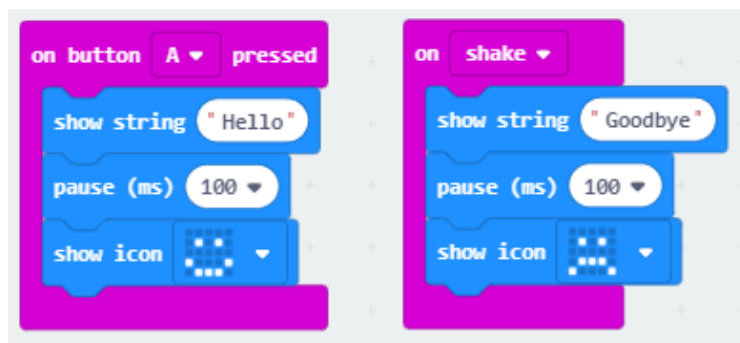 on button A pressed
show string "Hello"
pause (ms) 100
show icon
on shake
show string "Goodbye"
pause (ms) 100
show icon